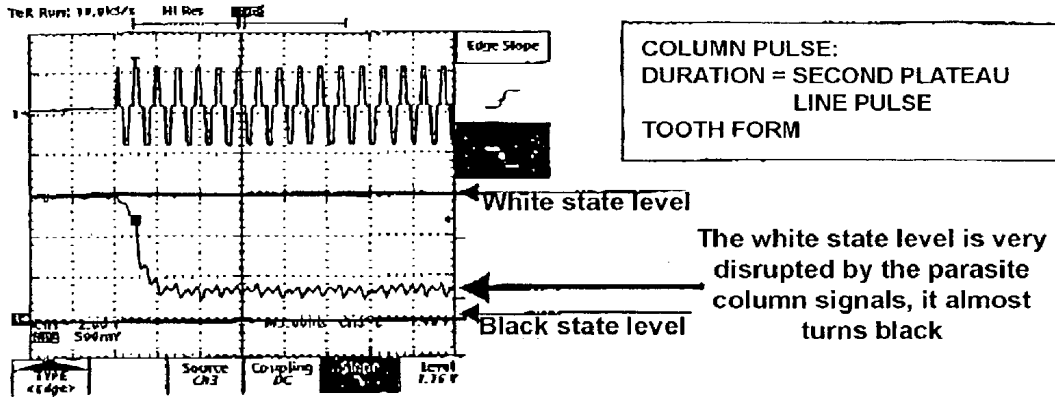 HI Res
Edge Slope
COLUMN PULSE:
DURATION = SECOND PLATEAU
LINE PULSE
TOOTH FORM
White state level
The white state level is very
disrupted by the parasite
column signals, it almost
turns black
Black state level
500mV
TYPE
<Edge>
Source
Ch3
Coupling
DC
Slope
Level